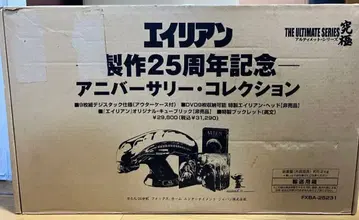 エイリアン
製作25周年記念
アニバーサリー・コレクション
THE ULTIMATE SERIES
アルティメット・シリーズ
究極
■9枚組デジスタック仕様(アウターケース付) ■DVD9枚収納可能 特製エイリアン・ヘッド[非売品]
■「エイリアン」オリジナル・キューブリック[非売品] ■特製ブックレット(英文)
¥29,800(税込¥31,290)
製造月編
FXBA-25231